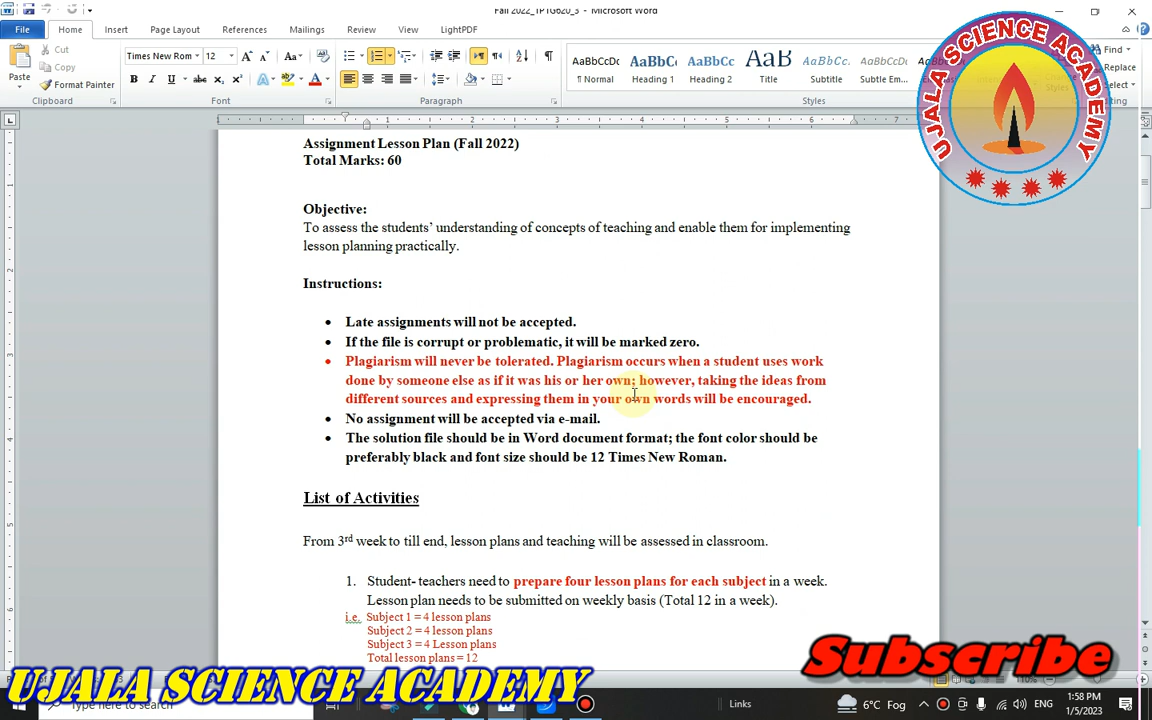 Fall 2022_TPTG620_3 - Microsoft Word
File Home Insert Page Layout References Mailings Review View LightPDF
Cut
Copy
Format Painter
Paste
Times New Rom 12
Clipboard Font Paragraph Styles
AaBbCcDc AaBbCc AaBbCc AaB AaBbCc. AaBbCcDc
¶ Normal Heading 1 Heading 2 Title Subtitle Subtle Em...
Find
Replace
Select
UJALA SCIENCE ACADEMY
Assignment Lesson Plan (Fall 2022)
Total Marks: 60
Objective:
To assess the students’ understanding of concepts of teaching and enable them for implementing
lesson planning practically.
Instructions:
• Late assignments will not be accepted.
• If the file is corrupt or problematic, it will be marked zero.
• Plagiarism will never be tolerated. Plagiarism occurs when a student uses work
done by someone else as if it was his or her own; however, taking the ideas from
different sources and expressing them in your own words will be encouraged.
• No assignment will be accepted via e-mail.
• The solution file should be in Word document format; the font color should be
preferably black and font size should be 12 Times New Roman.
List of Activities
From 3rd week to till end, lesson plans and teaching will be assessed in classroom.
1. Student- teachers need to prepare four lesson plans for each subject in a week.
Lesson plan needs to be submitted on weekly basis (Total 12 in a week).
i.e. Subject 1 = 4 lesson plans
Subject 2 = 4 lesson plans
Subject 3 = 4 Lesson plans
Total lesson plans = 12
UJALA SCIENCE ACADEMY
Subscribe
110%
Type here to search
Links
6°C Fog
ENG
1:58 PM
1/5/2023